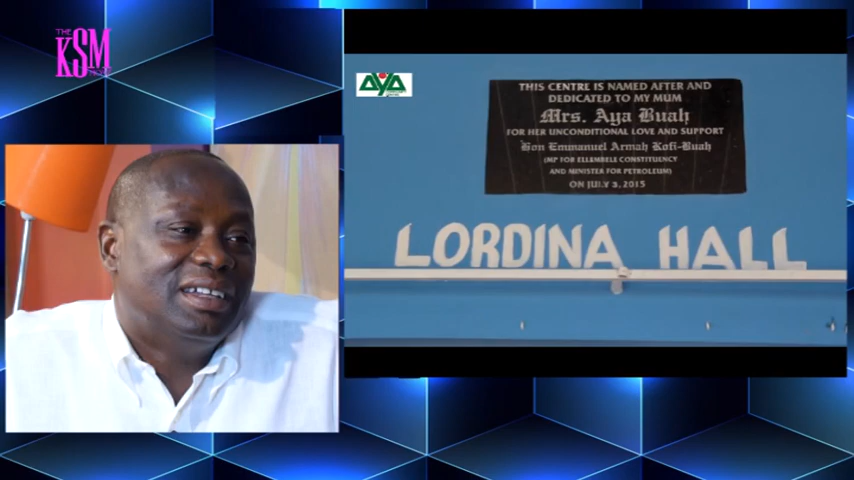 THE
KSM
AYA
THIS CENTRE IS NAMED AFTER AND
DEDICATED TO MY MUM
Mrs. Aya Buah
FOR HER UNCONDITIONAL LOVE AND SUPPORT
Hon Emmanuel Armah Kofi-Buah
(MP FOR ELLEMBELE CONSTITUENCY
AND MINISTER FOR PETROLEUM)
ON JULY 3, 2015
LORDINA HALL